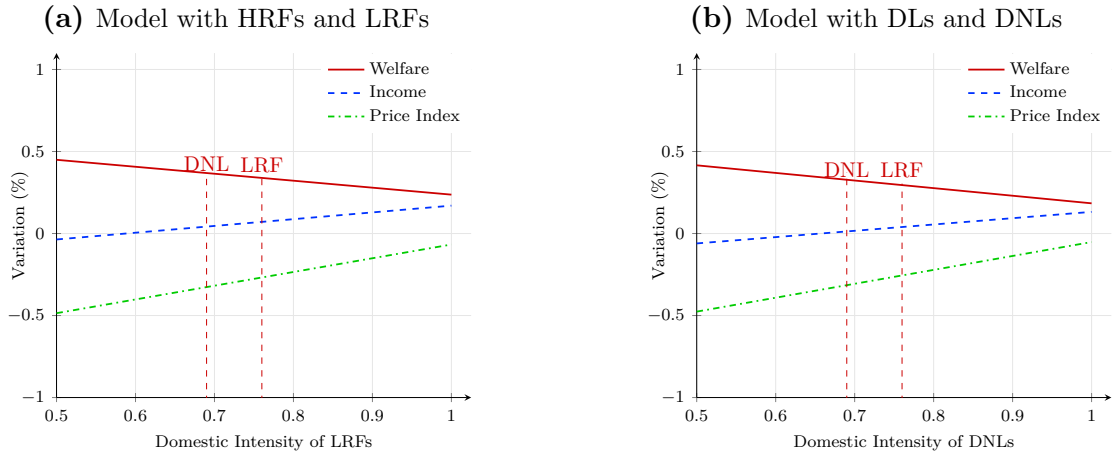 (a) Model with HRFs and LRFs
Welfare
Income
Price Index
DNL LRF
Variation (%)
1
0.5
0
−0.5
−1
0.5 0.6 0.7 0.8 0.9 1
Domestic Intensity of LRFs
(b) Model with DLs and DNLs
Welfare
Income
Price Index
DNL LRF
Variation (%)
1
0.5
0
−0.5
−1
0.5 0.6 0.7 0.8 0.9 1
Domestic Intensity of DNLs